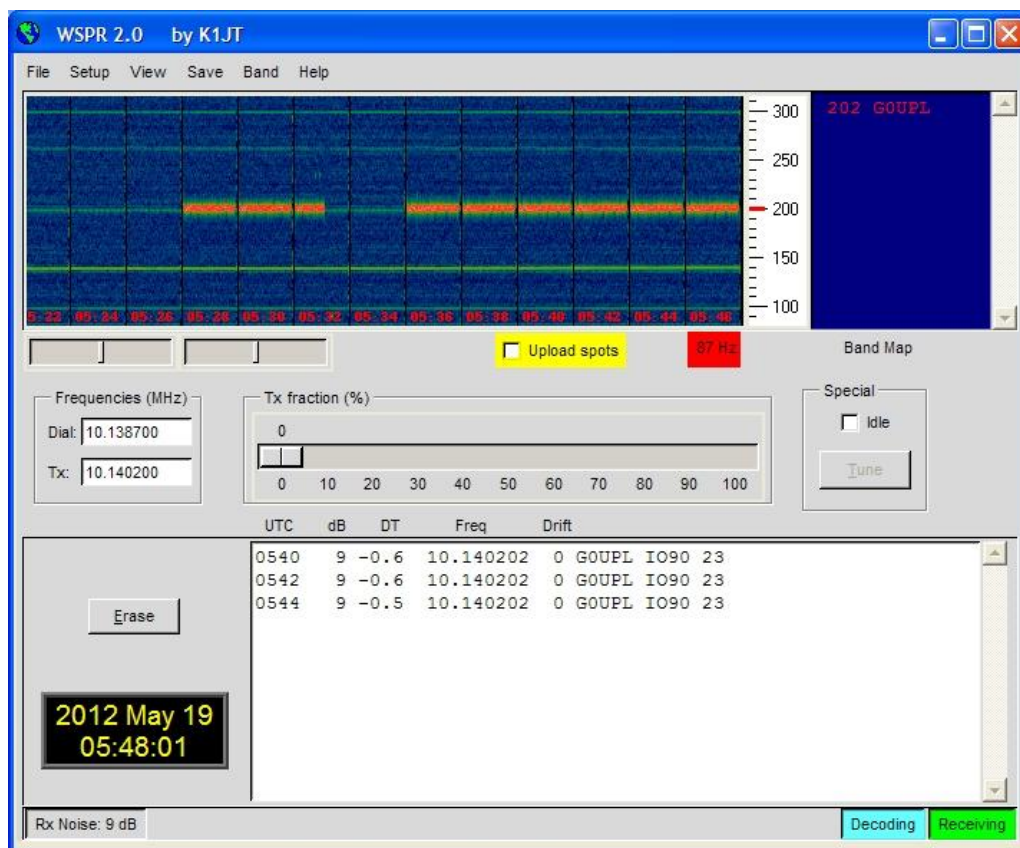 WSPR 2.0 by K1JT
File Setup View Save Band Help
300
250
200
150
100
202 G0UPL
5:22 05:24 05:26 05:28 05:30 05:32 05:34 05:36 05:38 05:40 05:42 05:44 05:46
Upload spots
87 Hz
Band Map
Frequencies (MHz)
Dial: 10.138700
Tx: 10.140200
Tx fraction (%)
0
0 10 20 30 40 50 60 70 80 90 100
Special
Idle
Tune
UTC dB DT Freq Drift
0540 9 -0.6 10.140202 0 G0UPL IO90 23
0542 9 -0.6 10.140202 0 G0UPL IO90 23
0544 9 -0.5 10.140202 0 G0UPL IO90 23
Erase
2012 May 19
05:48:01
Rx Noise: 9 dB
Decoding Receiving